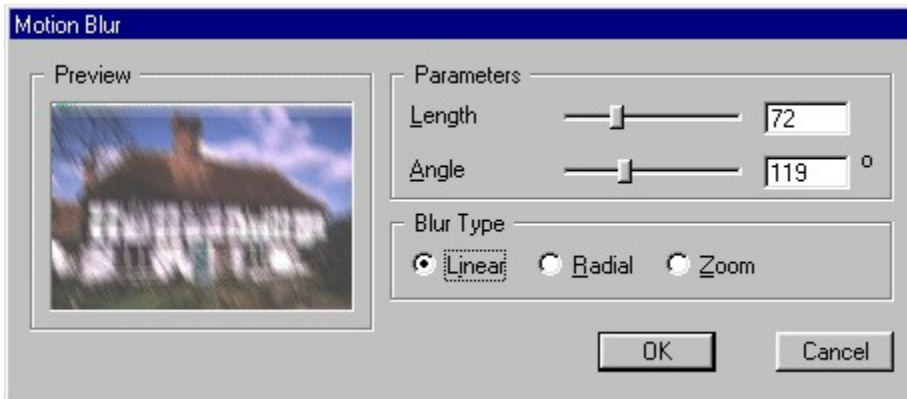 Motion Blur
Preview
Parameters
Length 72
Angle 119 °
Blur Type
Linear Radial Zoom
OK Cancel